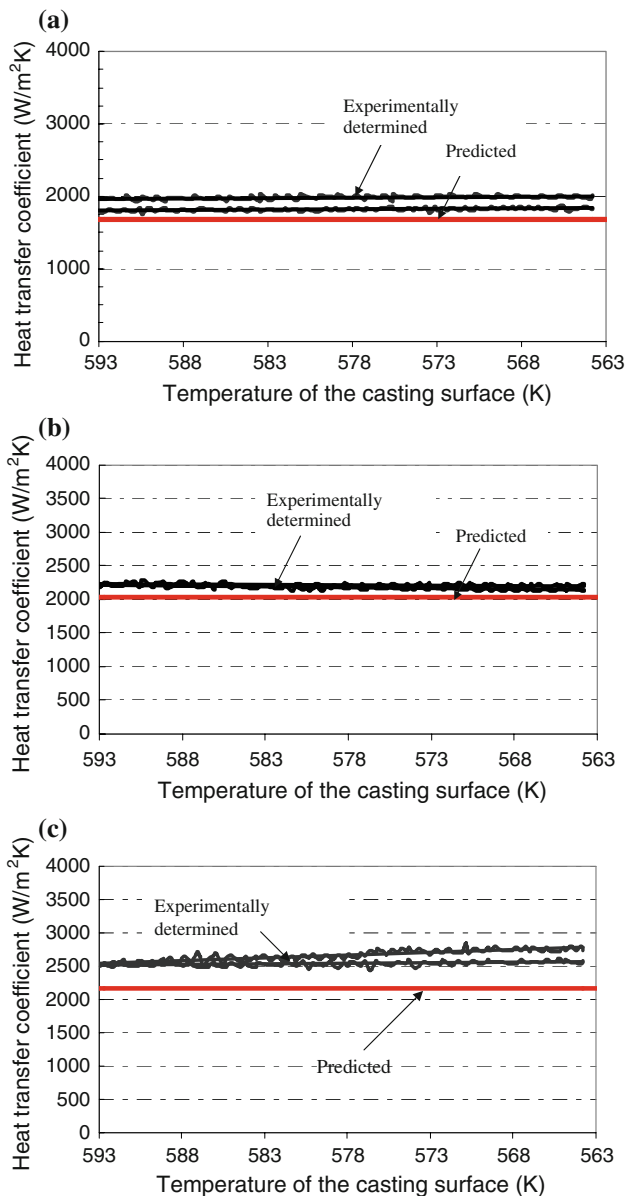 (a)
Heat transfer coefficient (W/m²K)
4000
3000
2000
1000
0
Experimentally
determined
Predicted
593 588 583 578 573 568 563
Temperature of the casting surface (K)
(b)
Heat transfer coefficient (W/m²K)
4000
3500
3000
2500
2000
1500
1000
500
0
Experimentally
determined
Predicted
593 588 583 578 573 568 563
Temperature of the casting surface (K)
(c)
Heat transfer coefficient (W/m²K)
4000
3500
3000
2500
2000
1500
1000
500
0
Experimentally
determined
Predicted
593 588 583 578 573 568 563
Temperature of the casting surface (K)